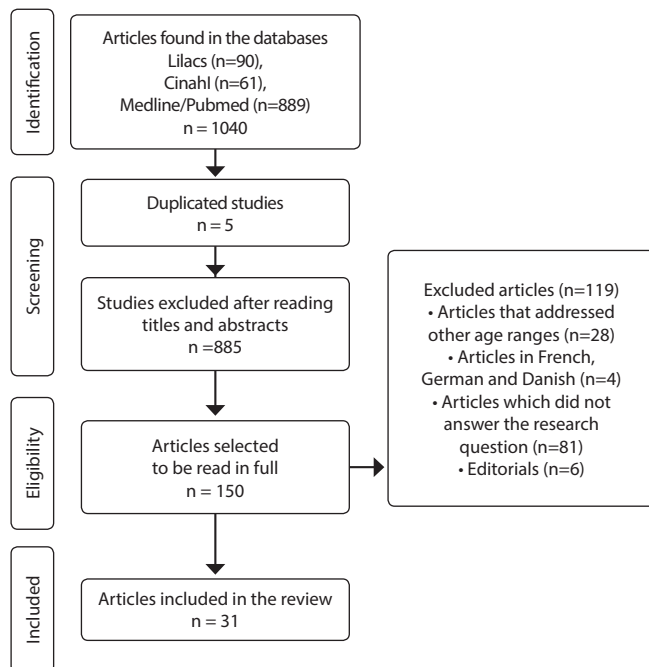 Identification
Articles found in the databases
Lilacs (n=90),
Cinahl (n=61),
Medline/Pubmed (n=889)
n = 1040
Screening
Duplicated studies
n = 5
Studies excluded after reading
titles and abstracts
n =885
Eligibility
Articles selected
to be read in full
n = 150
Excluded articles (n=119)
• Articles that addressed
other age ranges (n=28)
• Articles in French,
German and Danish (n=4)
• Articles which did not
answer the research
question (n=81)
• Editorials (n=6)
Included
Articles included in the review
n = 31